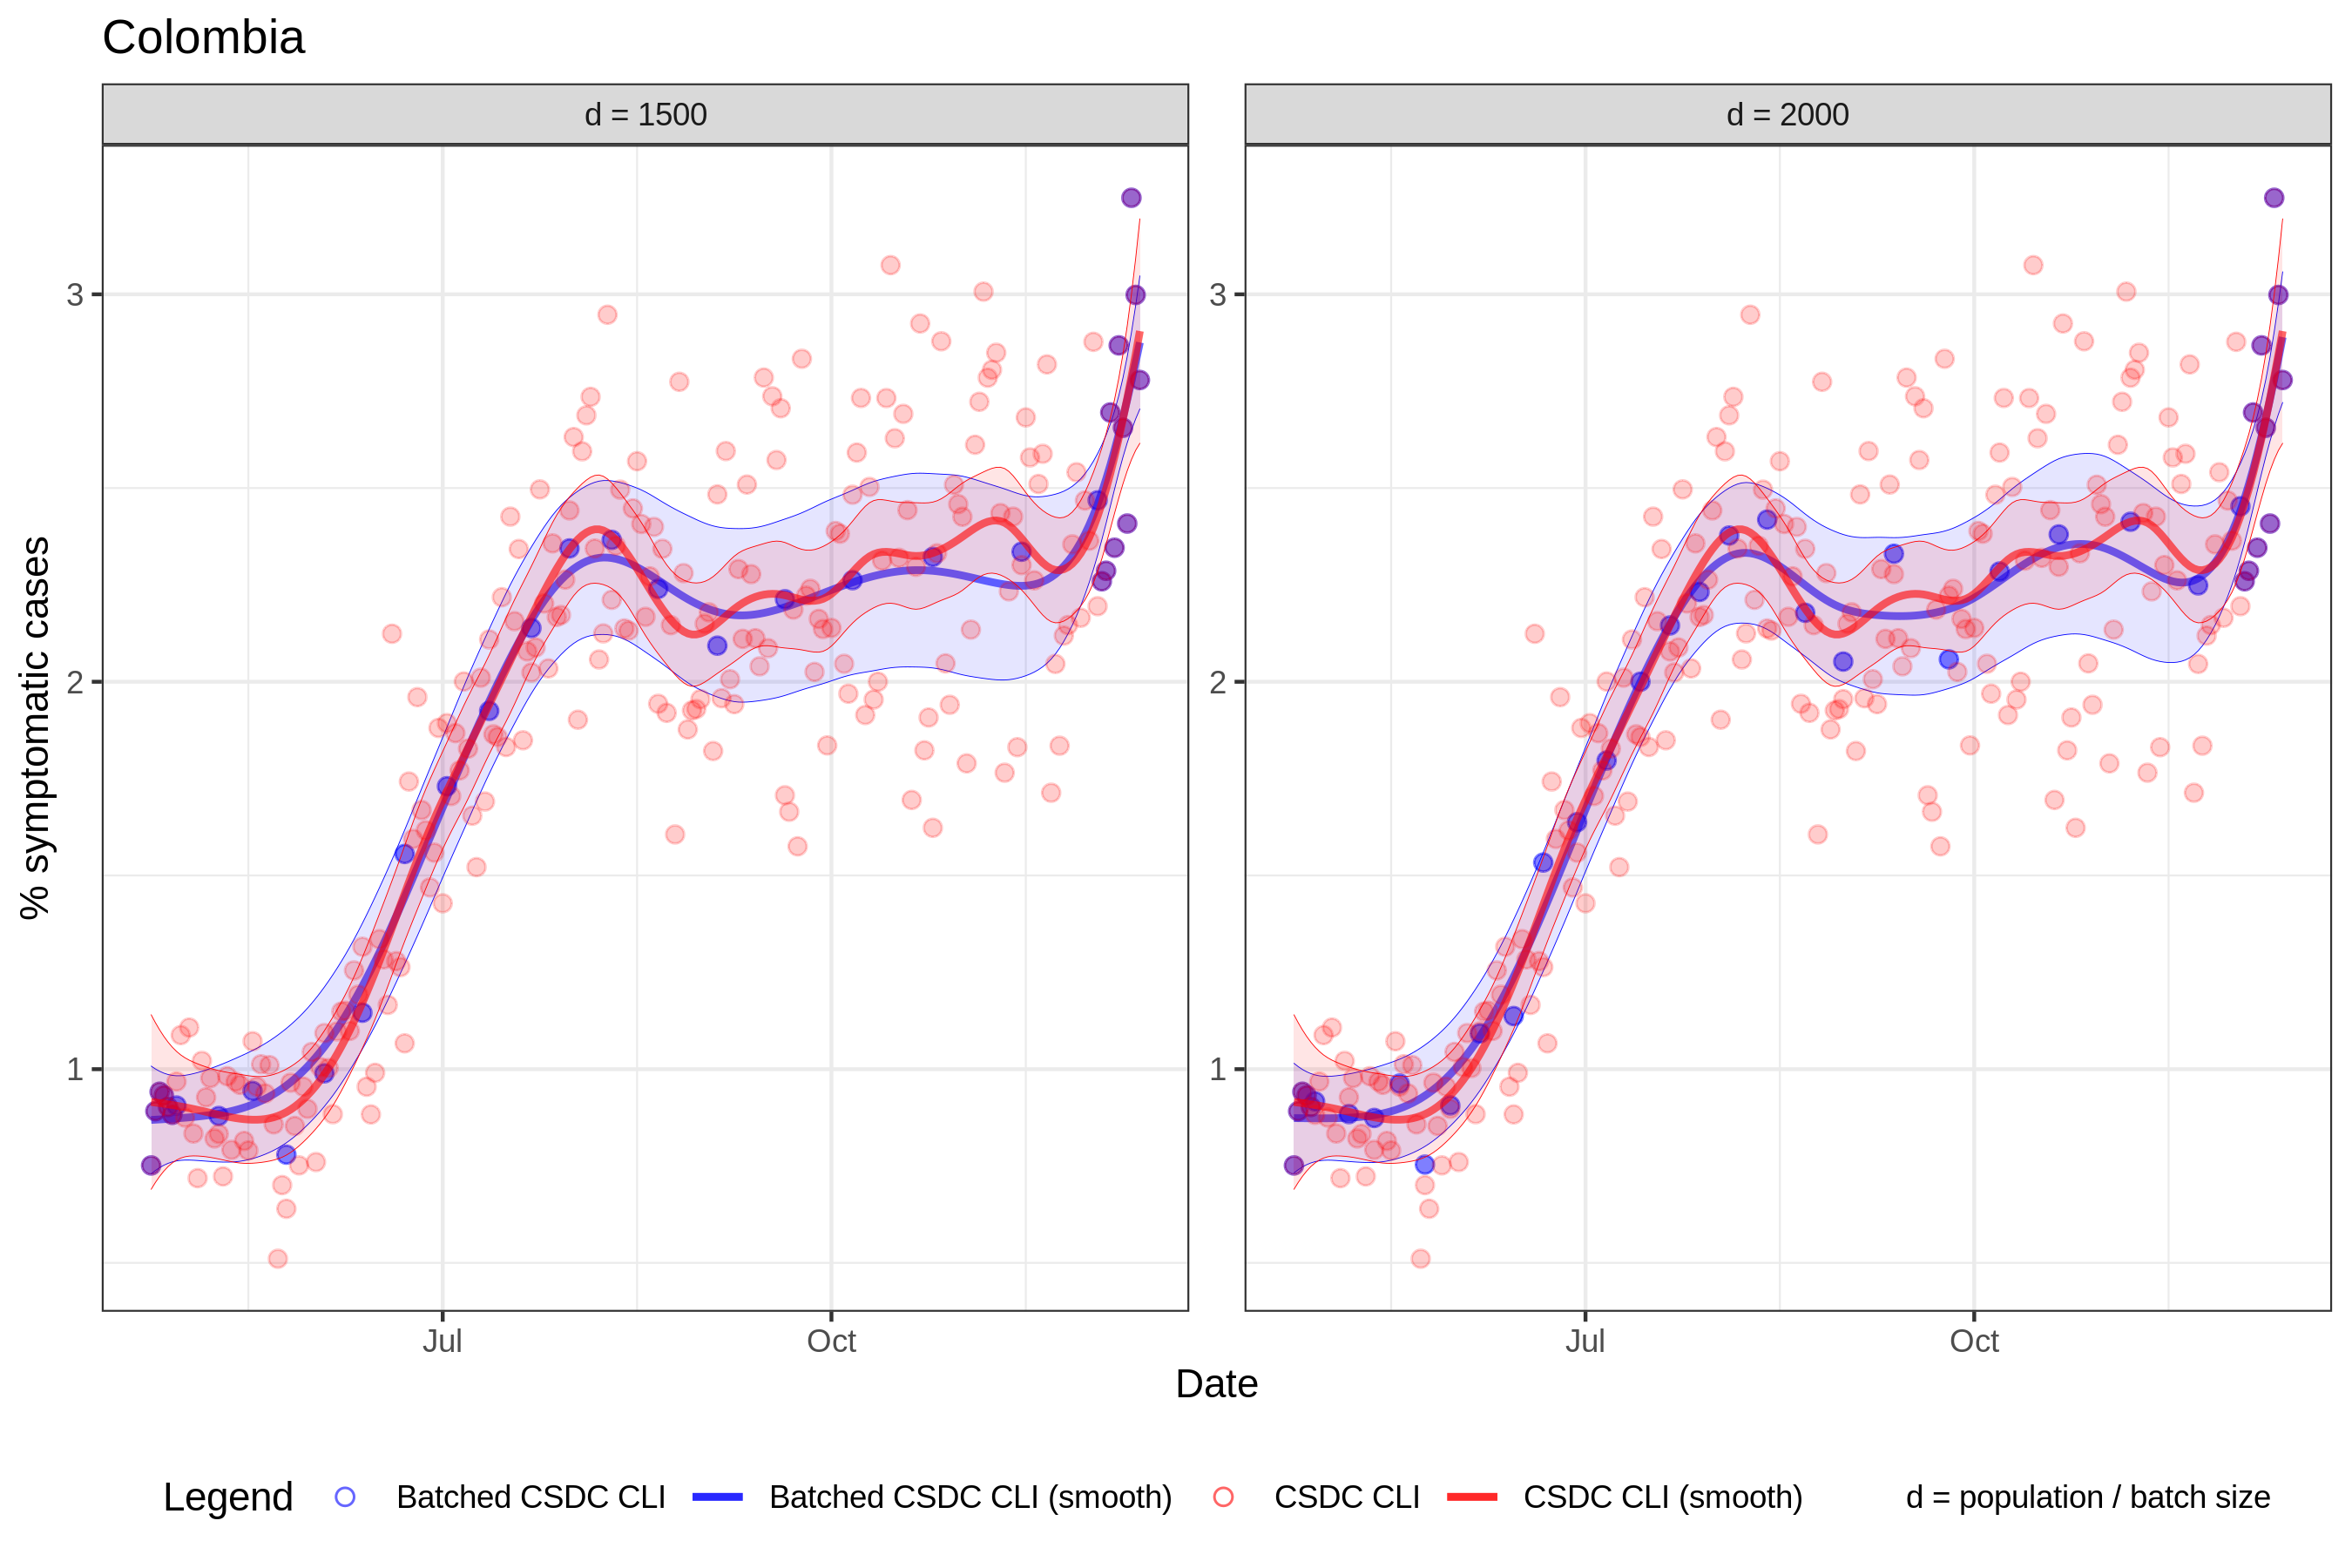 Colombia
d = 1500
d = 2000
% symptomatic cases
3
2
1
3
2
1
Jul
Oct
Jul
Oct
Date
Legend
Batched CSDC CLI
Batched CSDC CLI (smooth)
CSDC CLI
CSDC CLI (smooth)
d = population / batch size